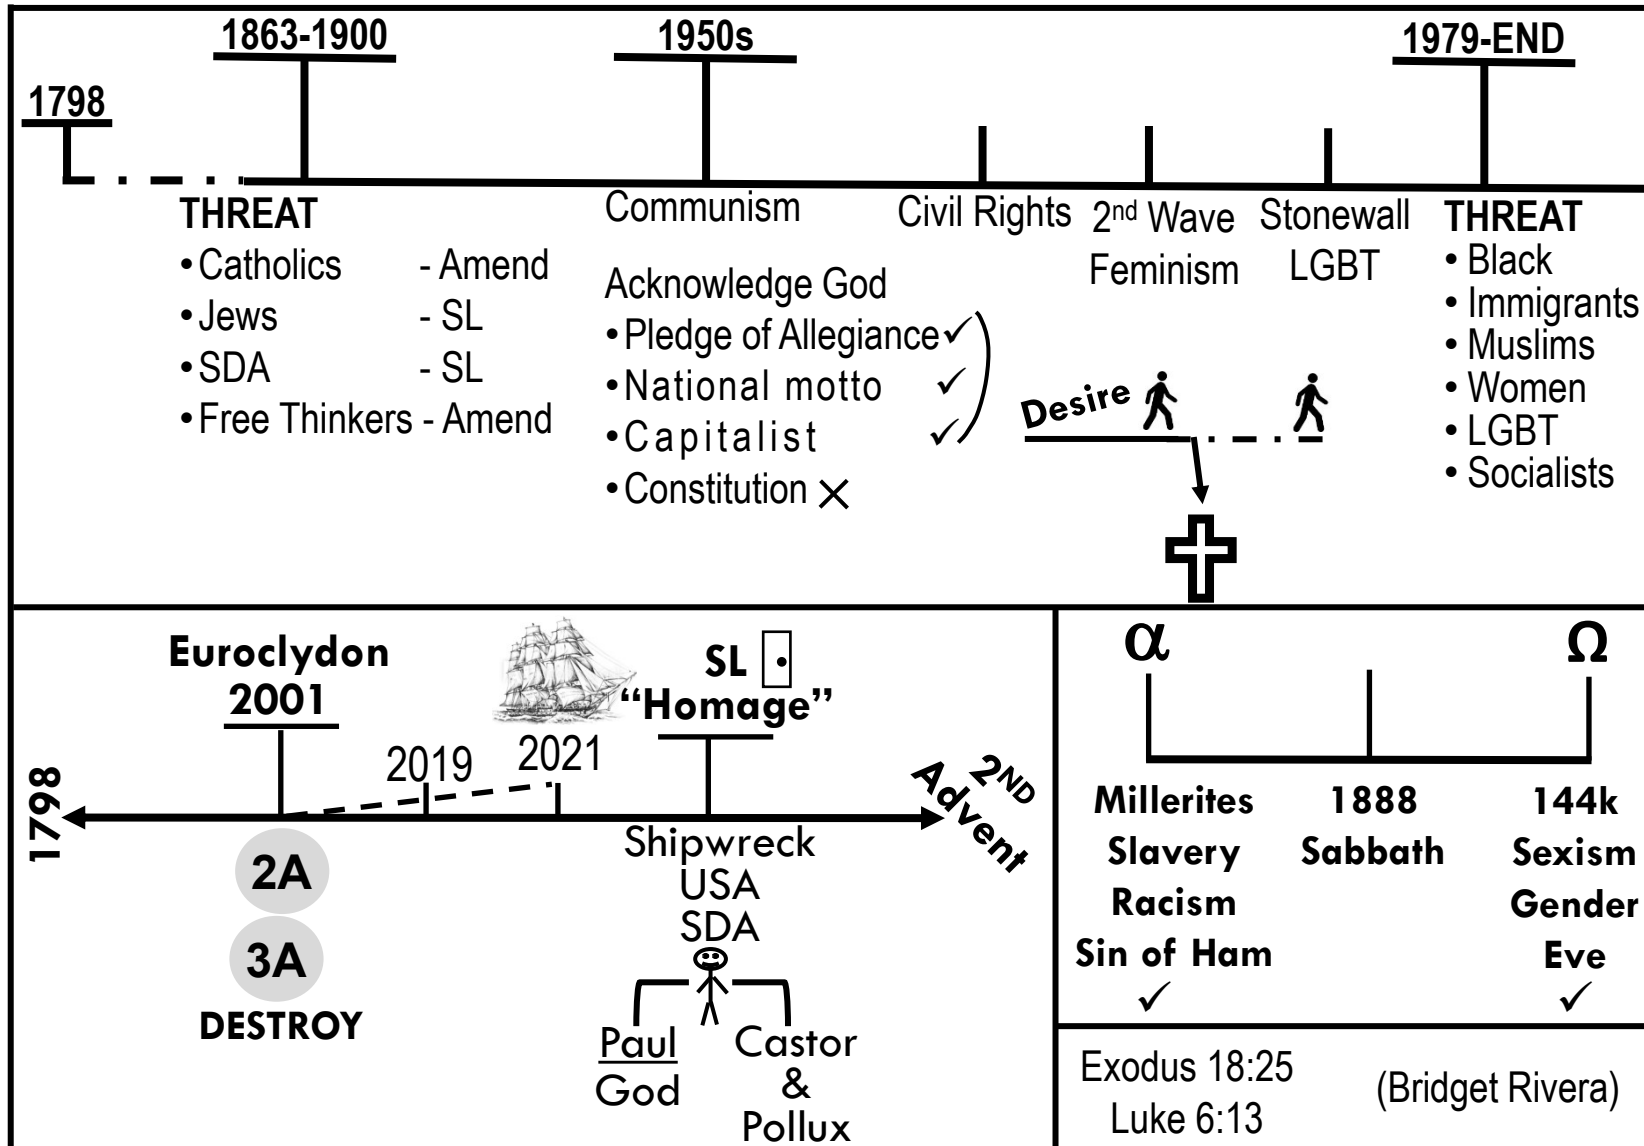 1798
1863-1900
1950s
1979-END
THREAT
• Catholics - Amend
• Jews - SL
• SDA - SL
• Free Thinkers - Amend
Communism
Acknowledge God
• Pledge of Allegiance ✓
• National motto ✓
• Capitalist ✓
• Constitution ✕
Civil Rights
2nd Wave
Feminism
Stonewall
LGBT
Desire
THREAT
• Black
• Immigrants
• Muslims
• Women
• LGBT
• Socialists
1798
Euroclydon
2001
2019
2021
SL
“Homage”
2ND
Advent
2A
3A
DESTROY
Shipwreck
USA
SDA
Paul
God
Castor
&
Pollux
α
Ω
Millerites
Slavery
Racism
Sin of Ham
✓
1888
Sabbath
144k
Sexism
Gender
Eve
✓
Exodus 18:25
Luke 6:13
(Bridget Rivera)